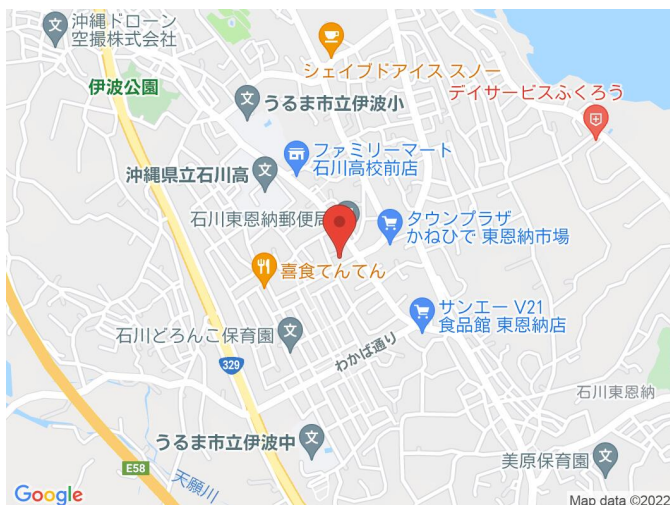 沖縄ドローン
空撮株式会社
伊波公園
シェイブドアイス スノー
うるま市立伊波小
デイサービスふくろう
ファミリーマート
石川高校前店
沖縄県立石川高
石川東恩納郵便局
タウンプラザ
かねひで 東恩納市場
喜食てんてん
サンエー V21
食品館 東恩納店
石川どろんこ保育園
わかば通り
329
石川東恩納
うるま市立伊波中
美原保育園
E58
天願川
Google
Map data ©2022